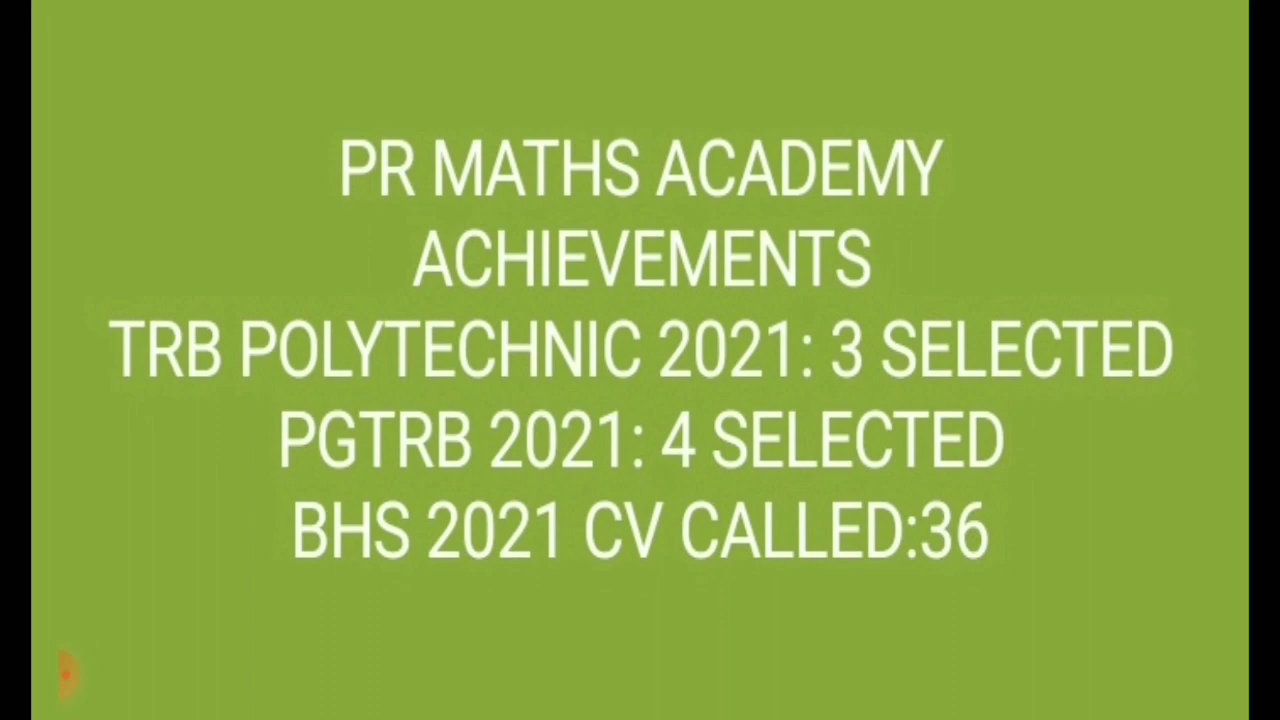 PR MATHS ACADEMY
ACHIEVEMENTS
TRB POLYTECHNIC 2021: 3 SELECTED
PGTRB 2021: 4 SELECTED
BHS 2021 CV CALLED:36